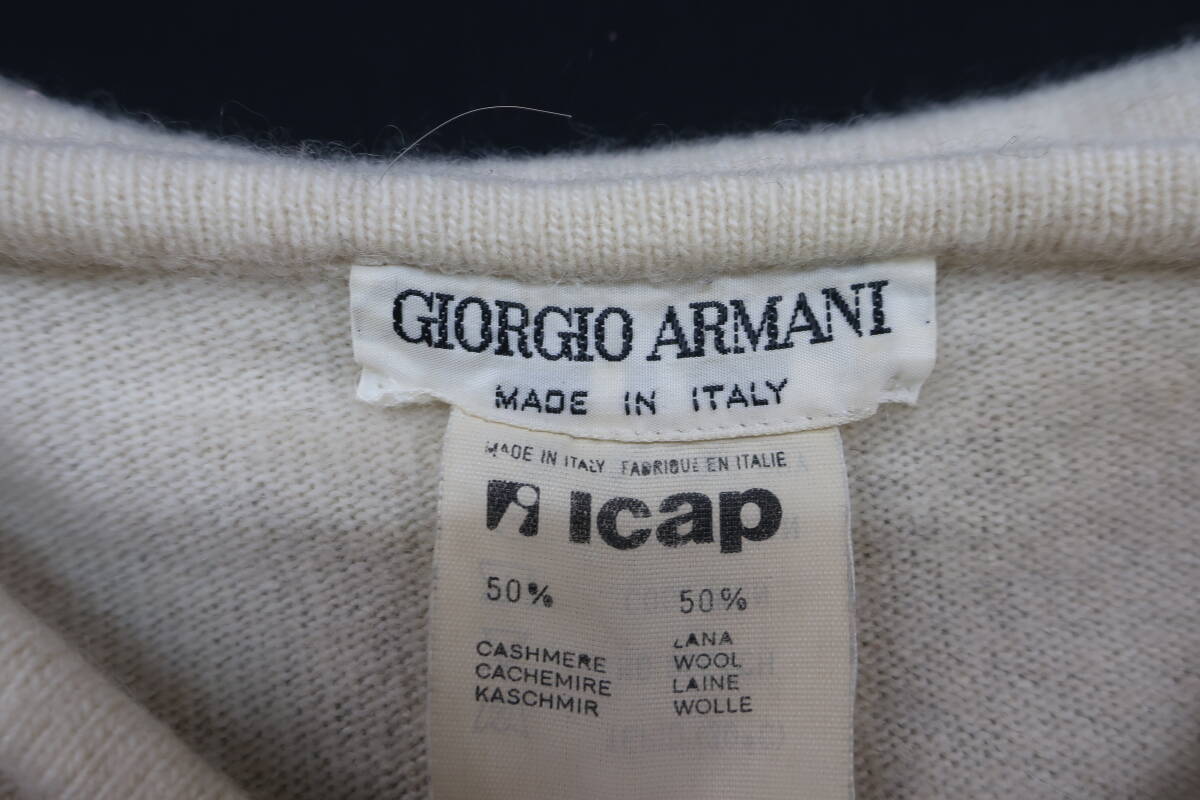 GIORGIO ARMANI
MADE IN ITALY
MADE IN ITALY FABRIQUE EN ITALIE
Icap
50% 50%
CASHMERE LANA
CACHEMIRE WOOL
KASCHMIR LAINE
WOLLE